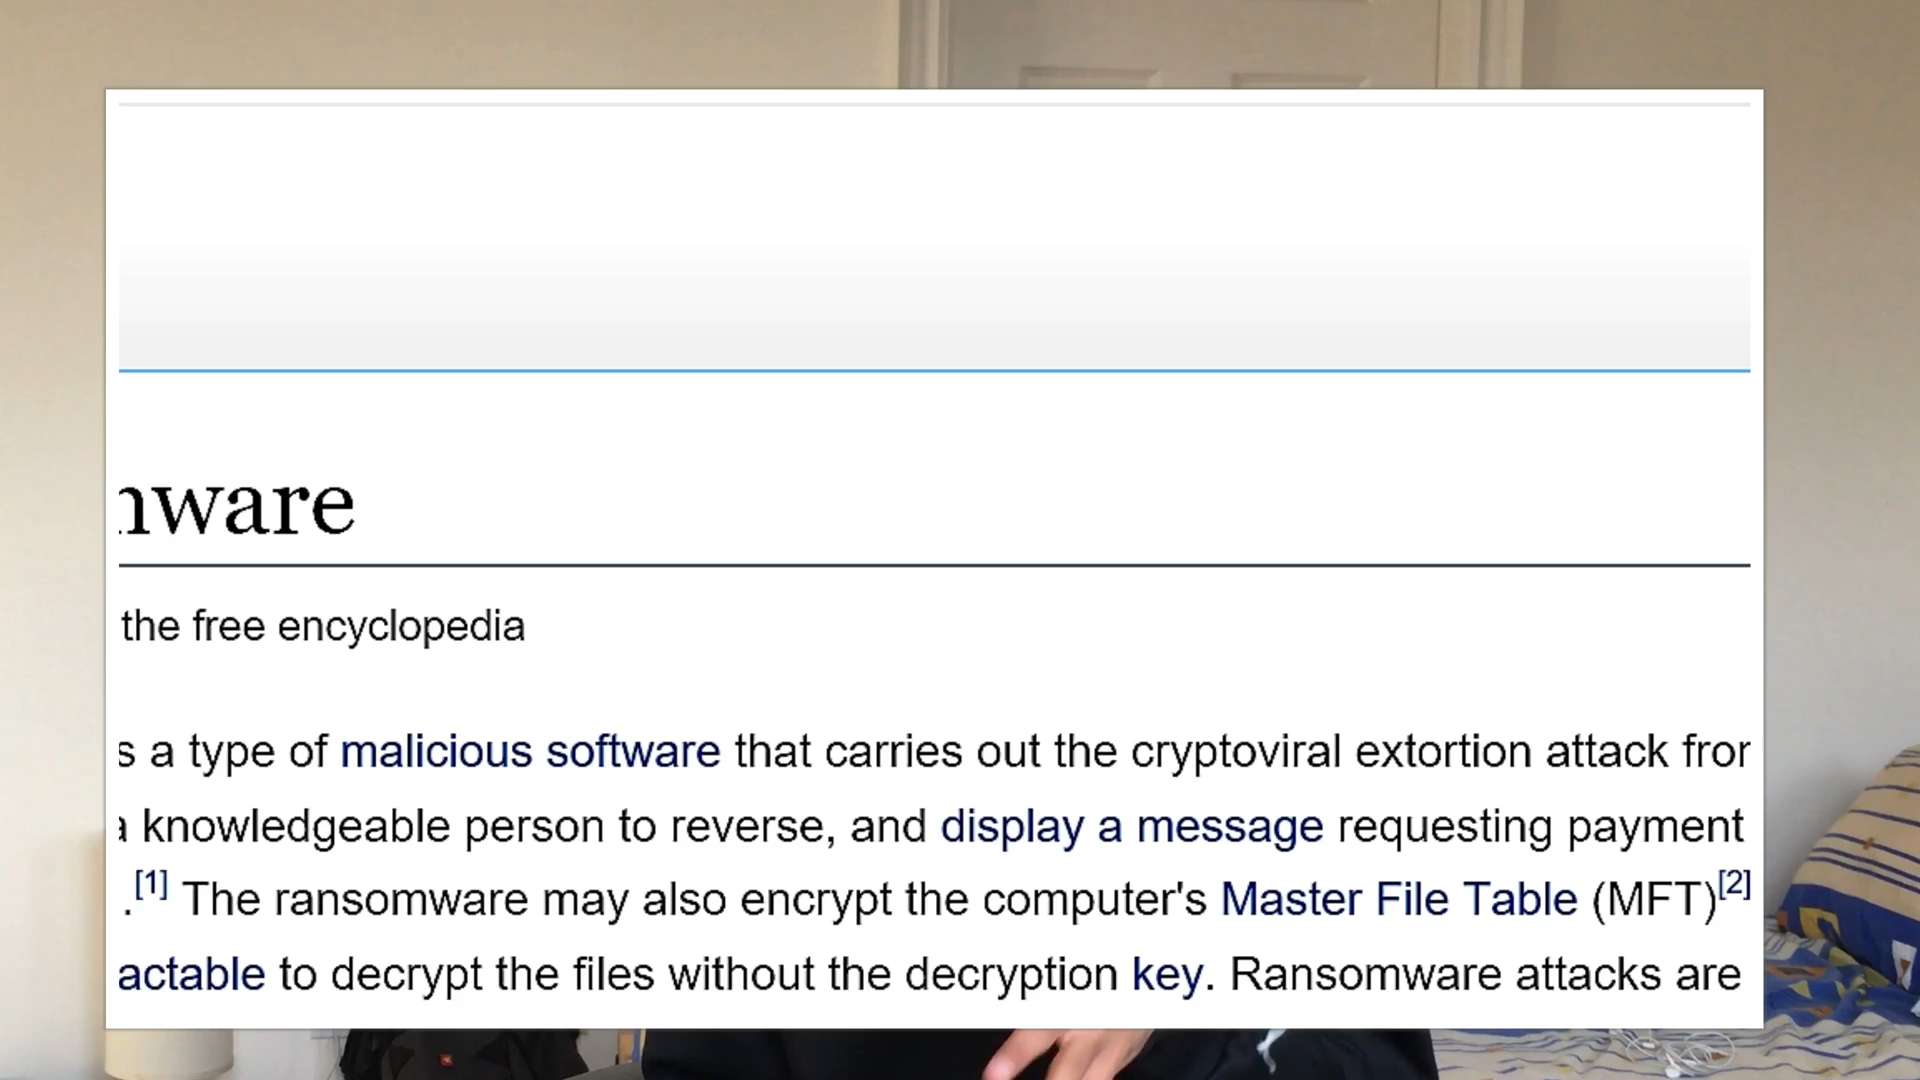 ware
the free encyclopedia
s a type of malicious software that carries out the cryptoviral extortion attack
a knowledgeable person to reverse, and display a message requesting payment
.[1] The ransomware may also encrypt the computer's Master File Table (MFT)[2]
actable to decrypt the files without the decryption key. Ransomware attacks are